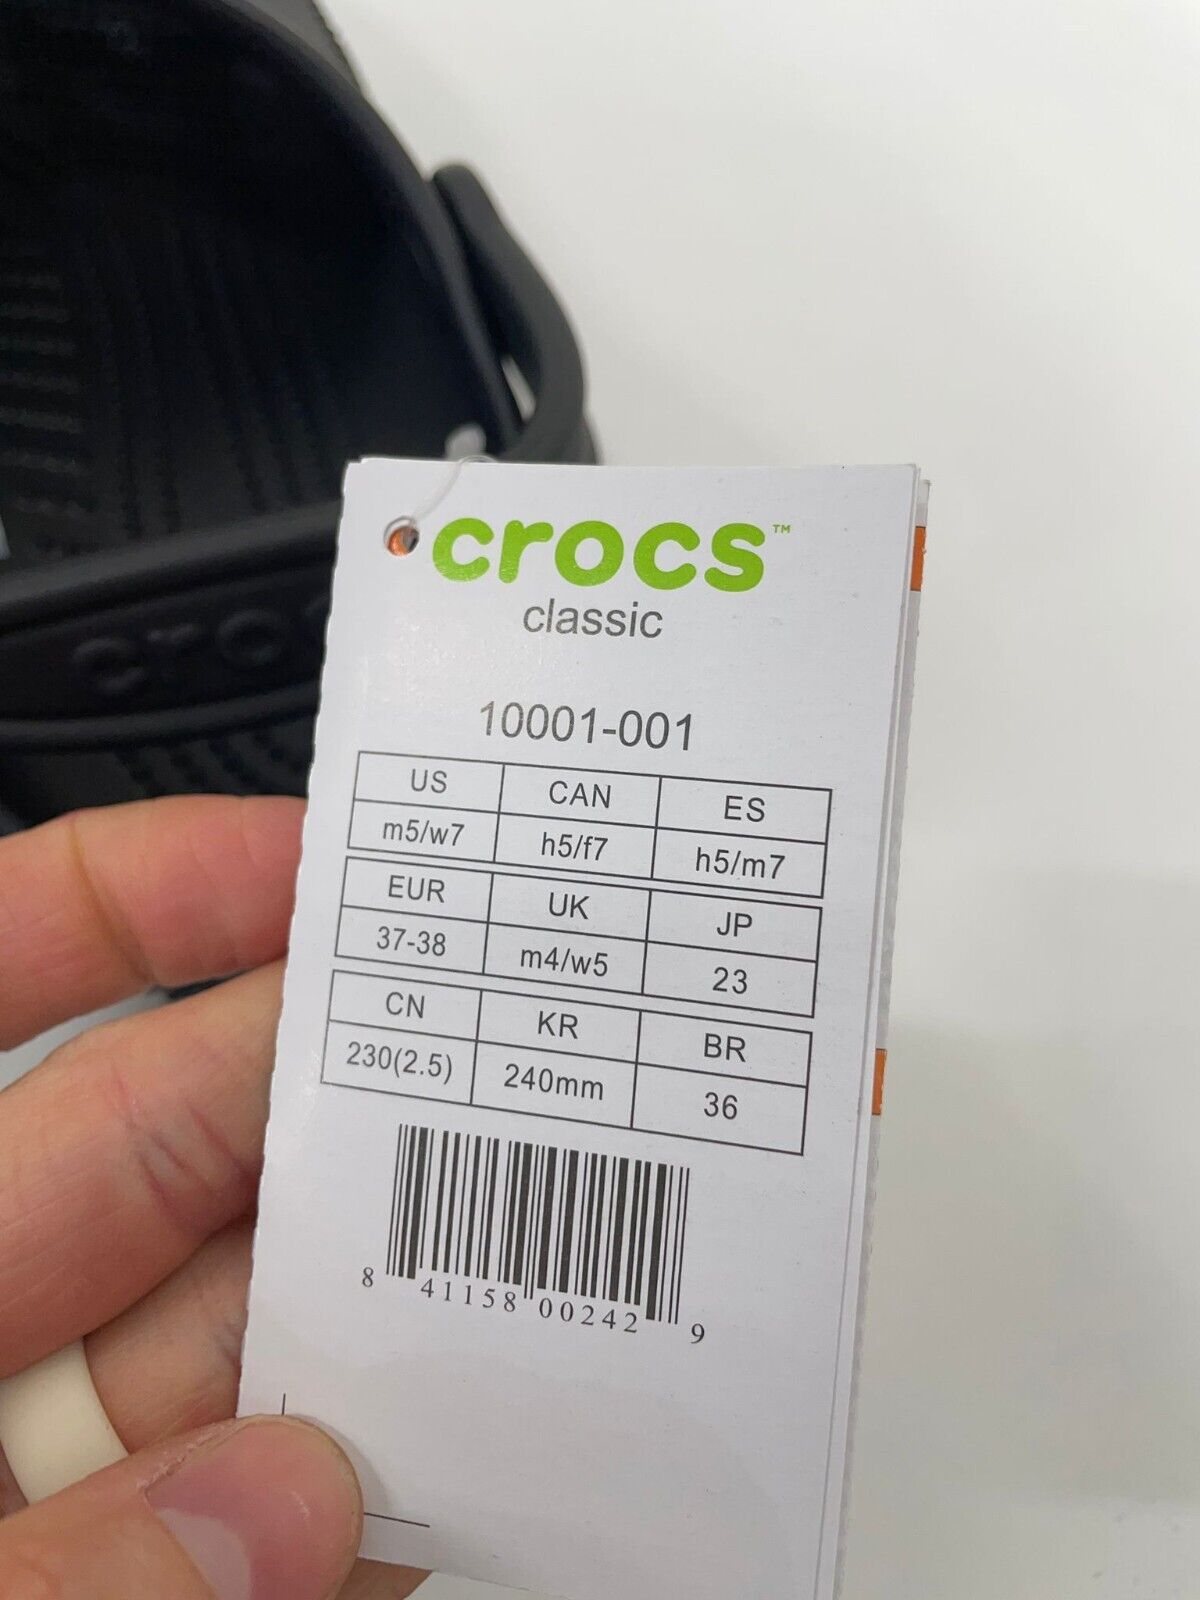 crocs™
classic
10001-001
US CAN ES
m5/w7 h5/f7 h5/m7
EUR UK JP
37-38 m4/w5 23
CN KR BR
230(2.5) 240mm 36
8 41158 00242 9
croc